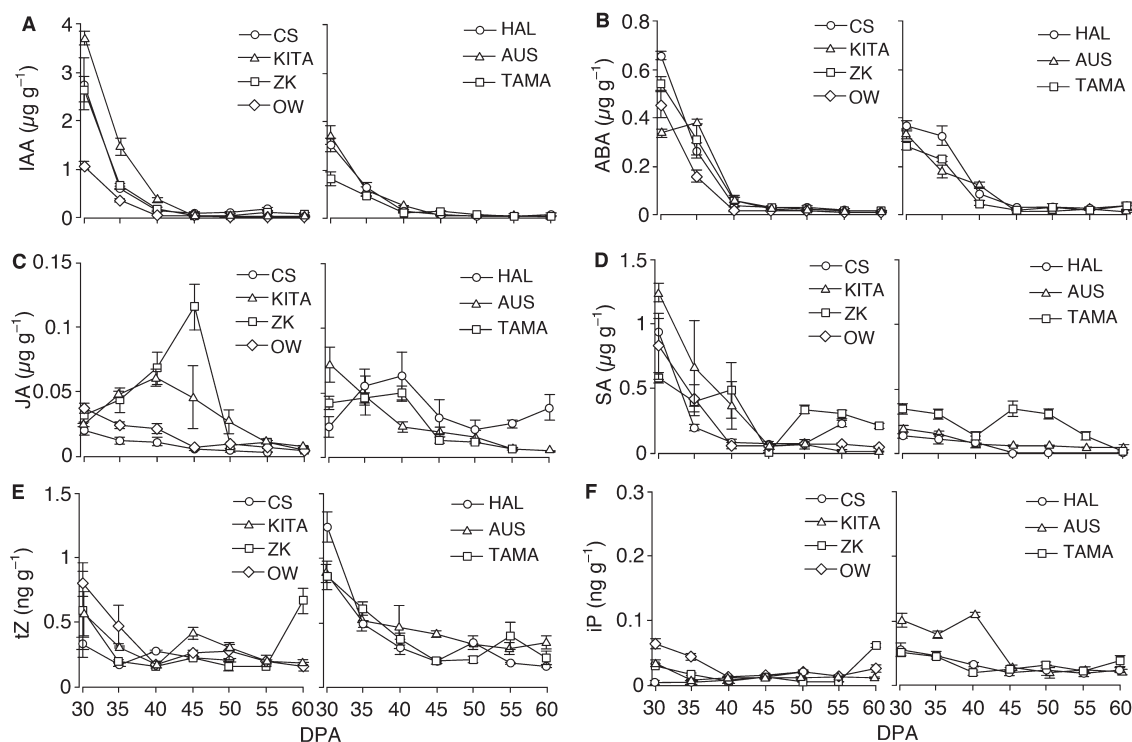 A
IAA (µg g⁻¹)
4
3
2
1
0
CS
KITA
ZK
OW
HAL
AUS
TAMA
B
ABA (µg g⁻¹)
0.8
0.6
0.4
0.2
0
CS
KITA
ZK
OW
HAL
AUS
TAMA
C
JA (µg g⁻¹)
0.15
0.1
0.05
0
CS
KITA
ZK
OW
HAL
AUS
TAMA
D
SA (µg g⁻¹)
1.5
1
0.5
0
CS
KITA
ZK
OW
HAL
AUS
TAMA
E
tZ (ng g⁻¹)
1.5
1
0.5
0
CS
KITA
ZK
OW
HAL
AUS
TAMA
30 35 40 45 50 55 60 30 35 40 45 50 55 60
DPA
F
iP (ng g⁻¹)
0.3
0.2
0.1
0
CS
KITA
ZK
OW
HAL
AUS
TAMA
30 35 40 45 50 55 60 30 35 40 45 50 55 60
DPA